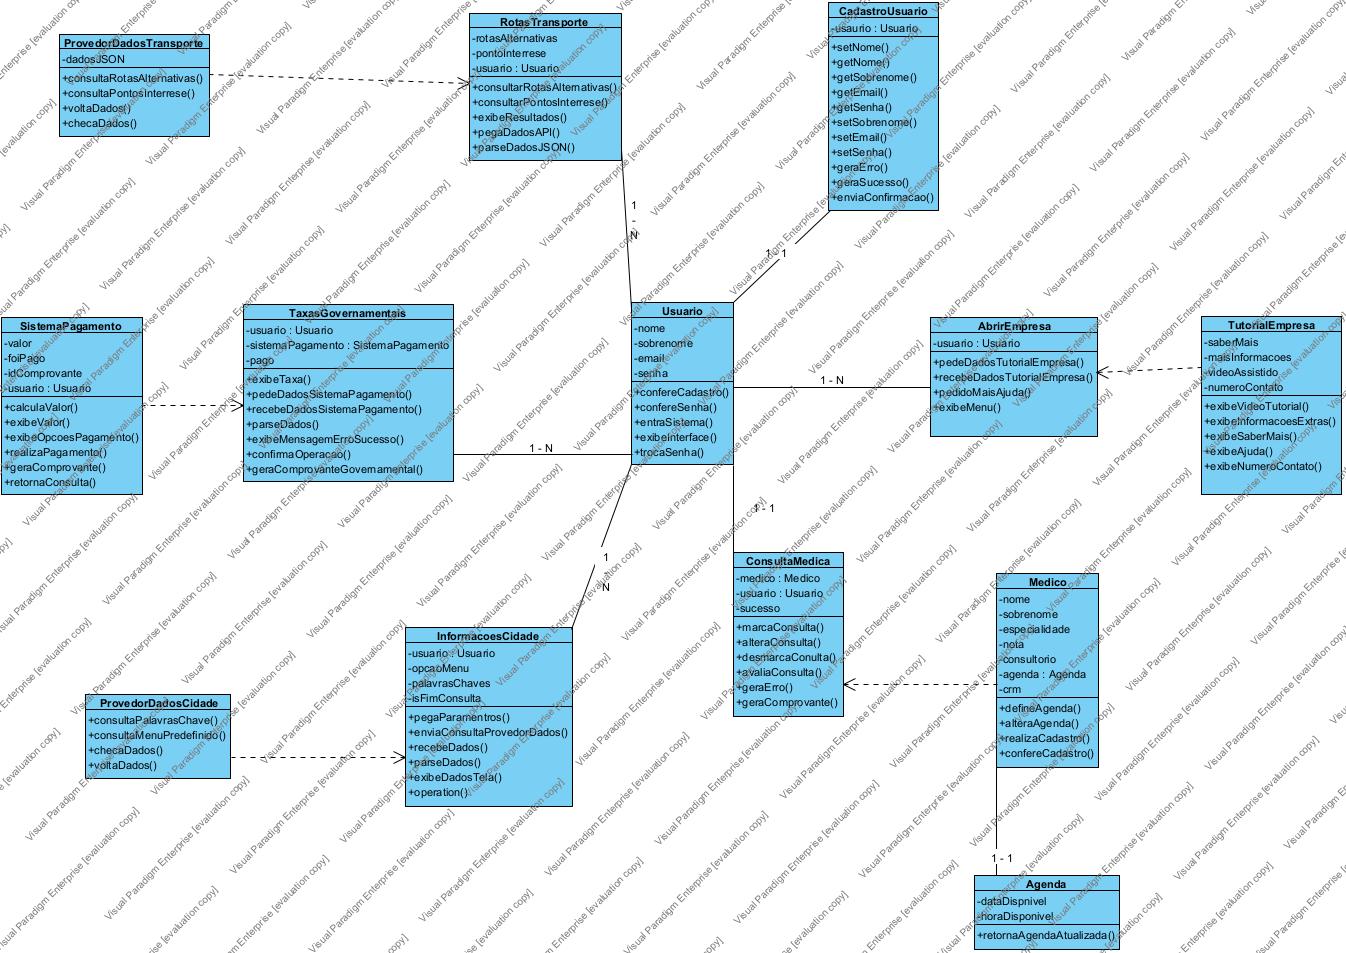 ProvedorDadosTransporte
-dadosJSON
+consultaRotasAlternativas()
+consultaPontosInterrese()
+voltaDados()
+checaDados()
RotasTransporte
-rotasAlternativas
-pontoInterrese
-usuario : Usuario
+consultarRotasAlternativas()
+consultarPontosInterrese()
+exibeResultados()
+pegaDadosAPI()
+parseDadosJSON()
CadastroUsuario
-usaurio : Usuario
+setNome()
+getNome()
+getSobrenome()
+getEmail()
+getSenha()
+setSobrenome()
+setEmail()
+setSenha()
+geraErro()
+geraSucesso()
+enviaConfirmacao()
1
-
N
1 - 1
SistemaPagamento
-valor
-foiPago
-idComprovante
-usuario : Usuario
+calculaValor()
+exibeValor()
+exibeOpcoesPagamento()
+realizaPagamento()
+geraComprovante()
+retornaConsulta()
TaxasGovernamentais
-usuario : Usuario
-sistemaPagamento : SistemaPagamento
-pago
+exibeTaxa()
+pedeDadosSistemaPagamento()
+recebeDadosSistemaPagamento()
+parseDados()
+exibeMensagemErroSucesso()
+confirmaOperacao()
+geraComprovanteGovernamental()
1 - N
Usuario
-nome
-sobrenome
-email
-senha
+confereCadastro()
+confereSenha()
+entraSistema()
+exibeInterface()
+trocaSenha()
1 - N
AbrirEmpresa
-usuario : Usuario
+pedeDadosTutorialEmpresa()
+recebeDadosTutorialEmpresa()
+pedidoMaisAjuda()
+exibeMenu()
TutorialEmpresa
-saberMais
-maisInformacoes
-videoAssistido
-numeroContato
+exibeVideoTutorial()
+exibeInformacoesExtras()
+exibeSaberMais()
+exibeAjuda()
+exibeNumeroContato()
1 - 1
1
-
N
ConsultaMedica
-medico : Medico
-usuario : Usuario
-sucesso
+marcaConsulta()
+alteraConsulta()
+desmarcaConulta()
+avaliaConsulta()
+geraErro()
+geraComprovante()
Medico
-nome
-sobrenome
-especialidade
-nota
-consultorio
-agenda : Agenda
-crm
+defineAgenda()
+alteraAgenda()
+realizaCadastro()
+confereCadastro()
InformacoesCidade
-usuario : Usuario
-opcaoMenu
-palavrasChaves
-isFimConsulta
+pegaParamentros()
+enviaConsultaProvedorDados()
+recebeDados()
+parseDados()
+exibeDadosTela()
+operation()
ProvedorDadosCidade
+consultaPalavrasChave()
+consultaMenuPredefinido()
+checaDados()
+voltaDados()
1 - 1
Agenda
-dataDispnivel
-horaDisponivel
+retornaAgendaAtualizada()
Visual Paradigm Enterprise [evaluation copy]